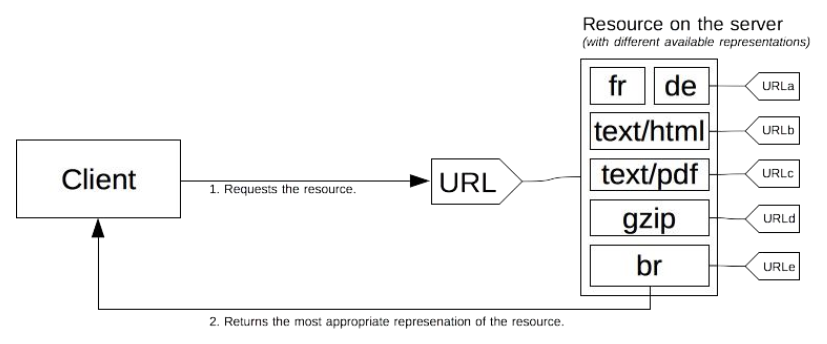 Resource on the server
(with different available representations)
fr de URLa
text/html URLb
Client
1. Requests the resource.
URL
text/pdf URLc
gzip URLd
br URLe
2. Returns the most appropriate represenation of the resource.